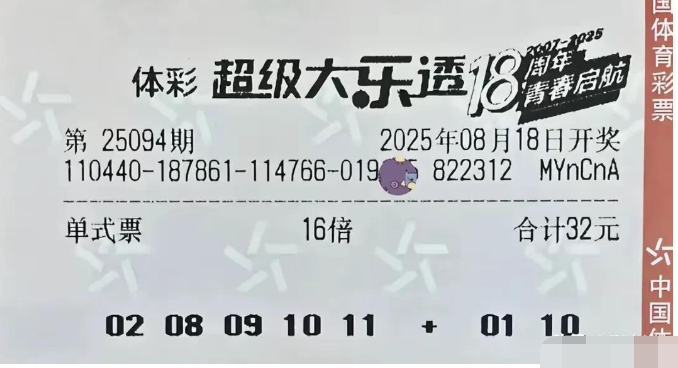 体彩 超级大乐透 18周年 2007-2025 青春启航
第 25094期 2025年08月18日开奖
110440-187861-114766-019 822312 MYnCnA
单式票 16倍 合计32元
02 08 09 10 11 + 01 10
国体育彩票
中国体